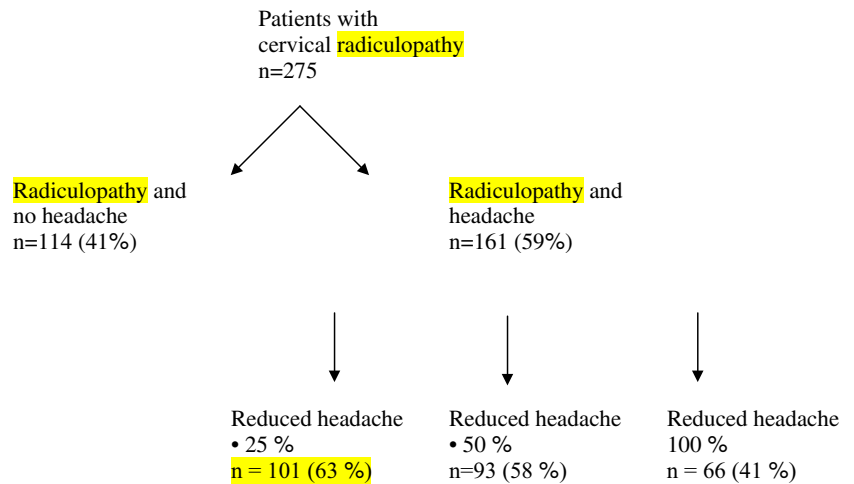 Patients with
cervical radiculopathy
n=275
Radiculopathy and
no headache
n=114 (41%)
Radiculopathy and
headache
n=161 (59%)
Reduced headache
• 25 %
n = 101 (63 %)
Reduced headache
• 50 %
n=93 (58 %)
Reduced headache
100 %
n = 66 (41 %)